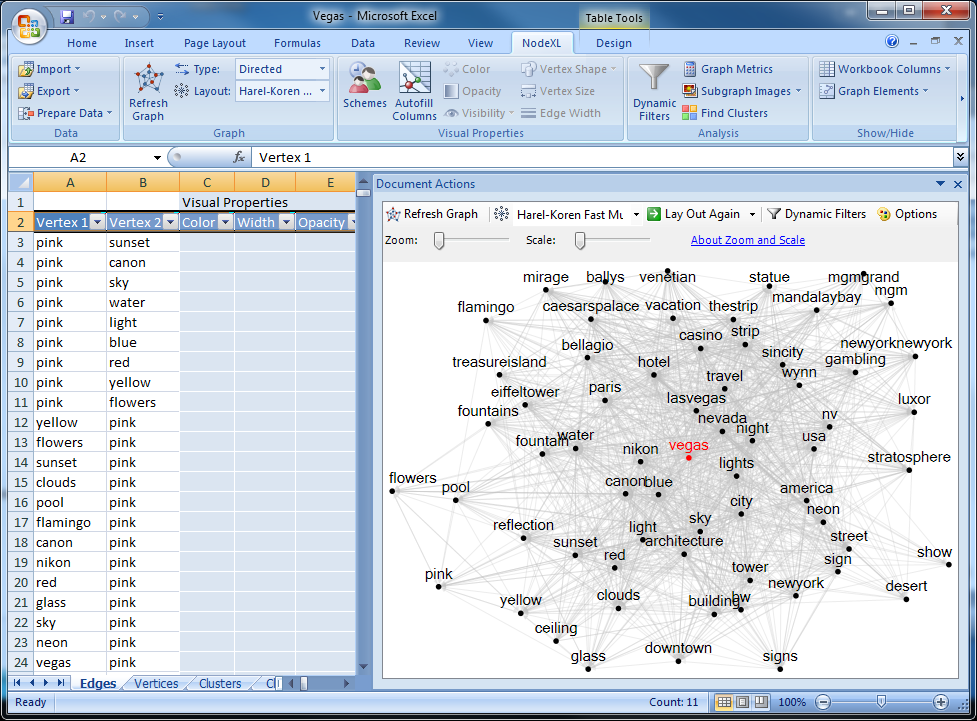 Vegas - Microsoft Excel
Table Tools
Home Insert Page Layout Formulas Data Review View NodeXL Design
Import
Export
Prepare Data
Data
Refresh Graph
Type: Directed
Layout: Harel-Koren ...
Graph
Schemes
Autofill Columns
Color
Opacity
Visibility
Vertex Shape
Vertex Size
Edge Width
Visual Properties
Dynamic Filters
Graph Metrics
Subgraph Images
Find Clusters
Analysis
Workbook Columns
Graph Elements
Show/Hide
A2 fx Vertex 1
A B C D E
1 Visual Properties
2 Vertex 1 Vertex 2 Color Width Opacity
3 pink sunset
4 pink canon
5 pink sky
6 pink water
7 pink light
8 pink blue
9 pink red
10 pink yellow
11 pink flowers
12 yellow pink
13 flowers pink
14 sunset pink
15 clouds pink
16 pool pink
17 flamingo pink
18 canon pink
19 nikon pink
20 red pink
21 glass pink
22 sky pink
23 neon pink
24 vegas pink
Edges Vertices Clusters
Document Actions
Refresh Graph Harel-Koren Fast Mu Lay Out Again Dynamic Filters Options
Zoom: Scale: About Zoom and Scale
mirage ballys venetian statue mgmgrand
mgm
flamingo caesarspalace vacation thestrip mandalaybay
casino strip
bellagio sincity newyorknewyork
treasureisland hotel gambling
travel wynn
eiffeltower paris
lasvegas luxor
fountains nevada nv
fountain water night usa
nikon vegas
stratosphere
lights
flowers pool canon blue america
city neon
reflection light sky street
sunset architecture show
red sign
pink tower
newyork desert
yellow clouds building bw
ceiling
glass downtown signs
Ready Count: 11 100%